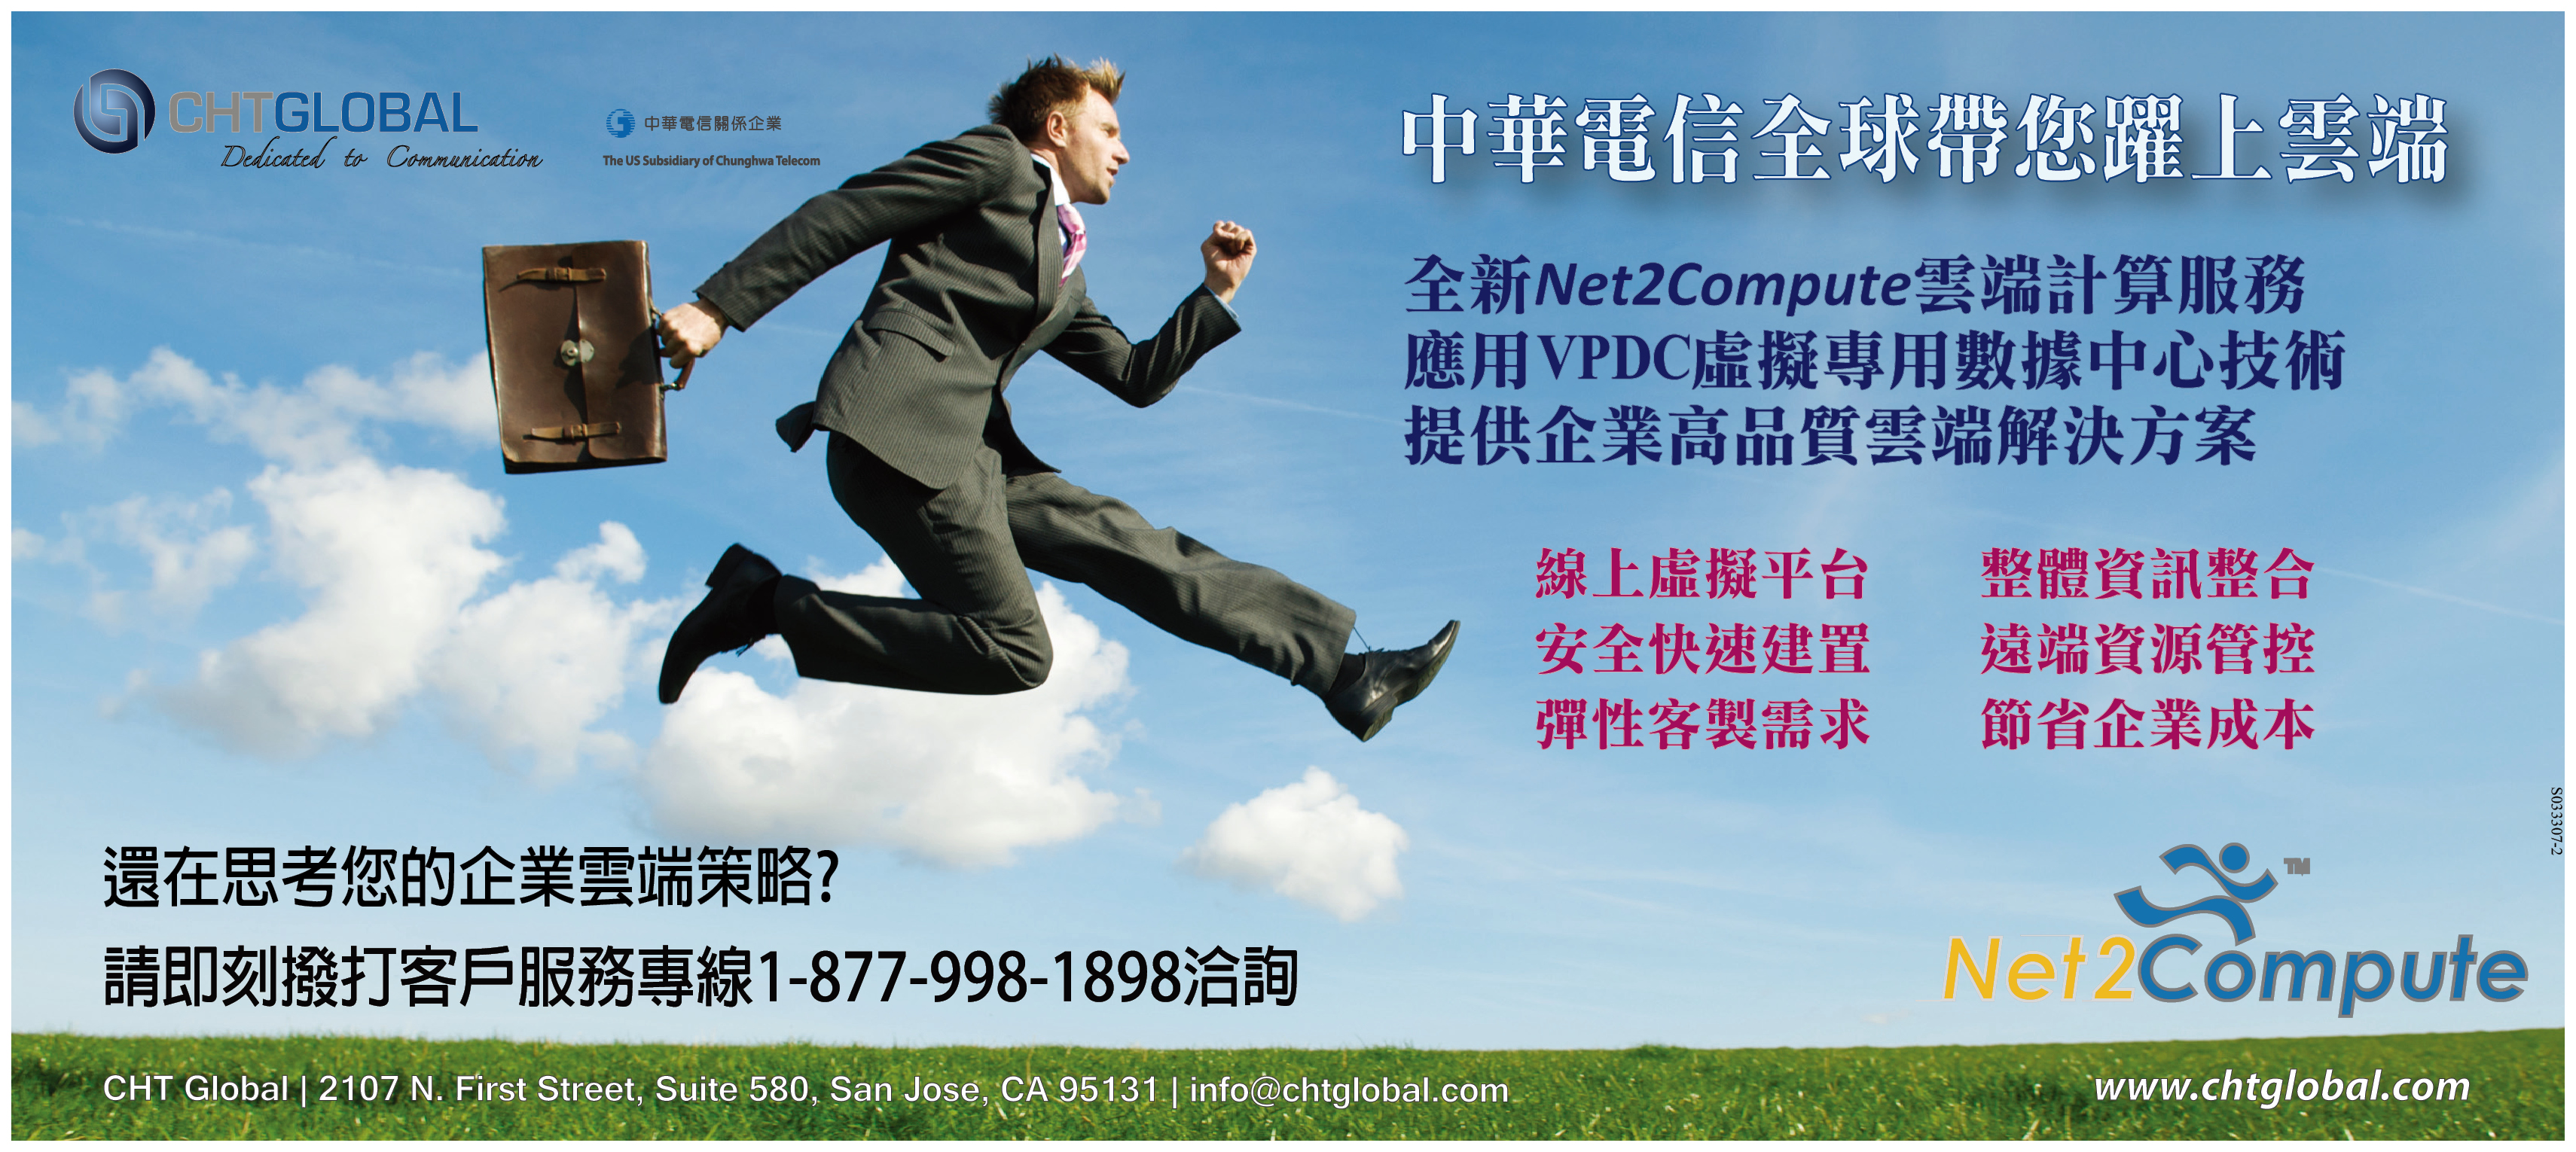 CHTGLOBAL
Dedicated to Communication
中華電信關係企業
The US Subsidiary of Chunghwa Telecom
中華電信全球帶您躍上雲端
全新Net2Compute雲端計算服務
應用VPDC虛擬專用數據中心技術
提供企業高品質雲端解決方案
線上虛擬平台 整體資訊整合
安全快速建置 遠端資源管控
彈性客製需求 節省企業成本
S033307-2
還在思考您的企業雲端策略?
請即刻撥打客戶服務專線1-877-998-1898洽詢
Net2Compute TM
CHT Global | 2107 N. First Street, Suite 580, San Jose, CA 95131 | info@chtglobal.com
www.chtglobal.com